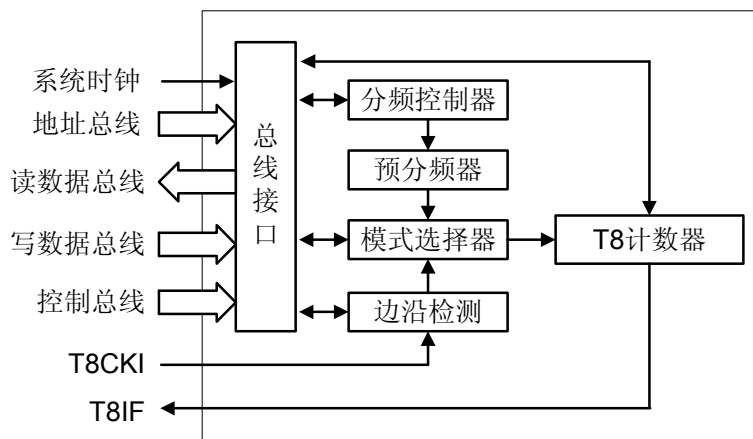 系统时钟
地址总线
读数据总线
写数据总线
控制总线
T8CKI
T8IF
总线接口
分频控制器
预分频器
模式选择器
边沿检测
T8计数器